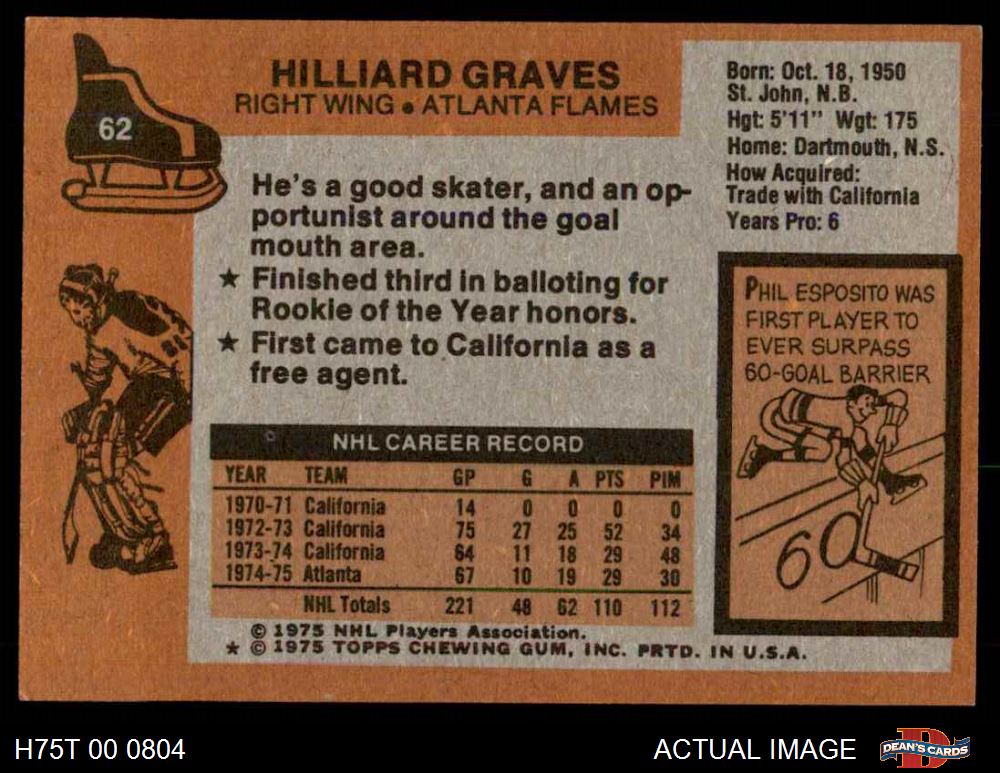 62
HILLIARD GRAVES
RIGHT WING • ATLANTA FLAMES
Born: Oct. 18, 1950
St. John, N.B.
Hgt: 5'11" Wgt: 175
Home: Dartmouth, N.S.
How Acquired:
Trade with California
Years Pro: 6
He's a good skater, and an op-
portunist around the goal
mouth area.
★ Finished third in balloting for
Rookie of the Year honors.
★ First came to California as a
free agent.
PHIL ESPOSITO WAS
FIRST PLAYER TO
EVER SURPASS
60-GOAL BARRIER
60
NHL CAREER RECORD
YEAR TEAM GP G A PTS PIM
1970-71 California 14 0 0 0 0
1972-73 California 75 27 25 52 34
1973-74 California 64 11 18 29 48
1974-75 Atlanta 67 10 19 29 30
NHL Totals 221 48 62 110 112
© 1975 NHL Players Association.
★ © 1975 TOPPS CHEWING GUM, INC. PRTD. IN U.S.A.
H75T 00 0804
ACTUAL IMAGE
DEAN'S CARDS